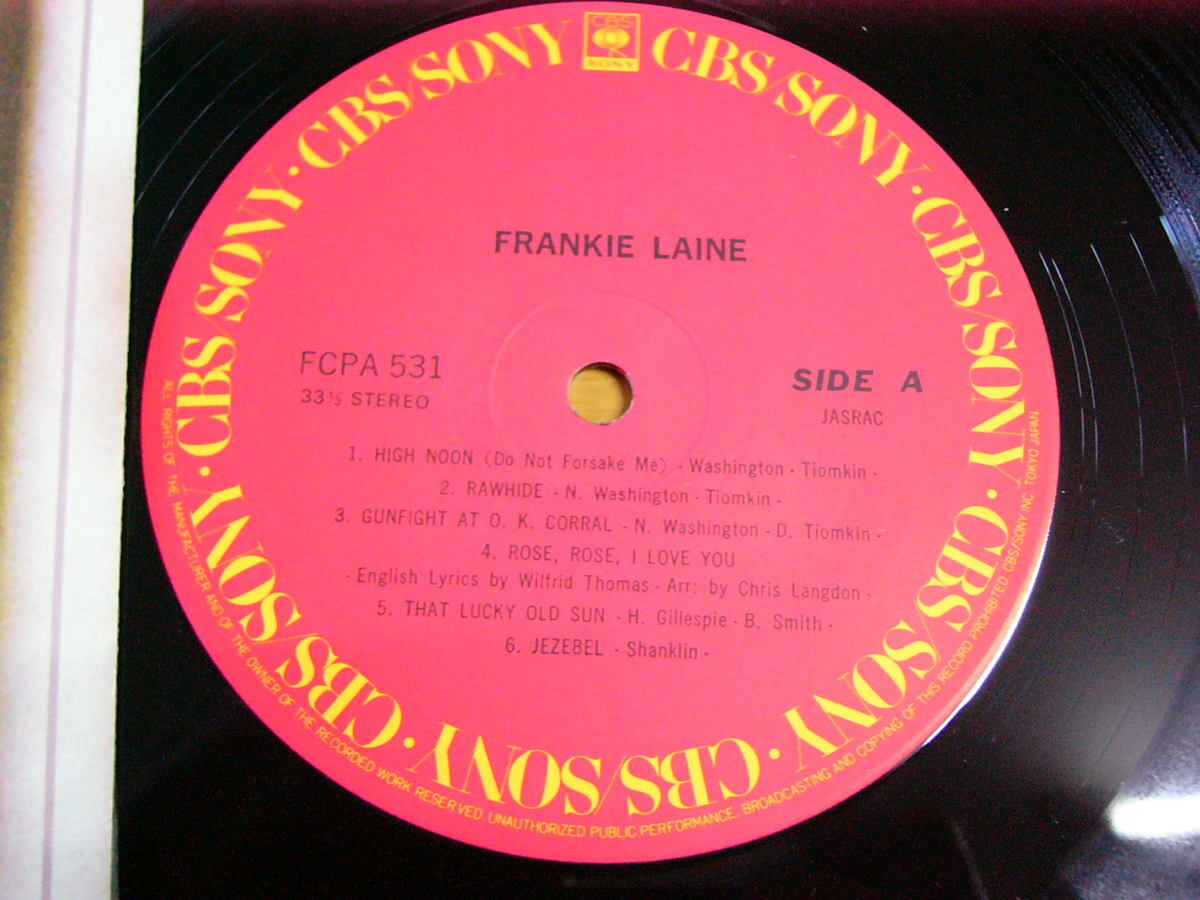 CBS
SONY
CBS/SONY · CBS/SONY · CBS/SONY · CBS/SONY · CBS/SONY · CBS/SONY · CBS/SONY · CBS/SONY · CBS/SONY · CBS/SONY
FRANKIE LAINE
FCPA 531
33⅓ STEREO
SIDE A
JASRAC
1. HIGH NOON (Do Not Forsake Me) - Washington - Tiomkin -
2. RAWHIDE - N. Washington - Tiomkin -
3. GUNFIGHT AT O. K. CORRAL - N. Washington - D. Tiomkin -
4. ROSE, ROSE, I LOVE YOU
- English Lyrics by Wilfrid Thomas - Arr: by Chris Langdon -
5. THAT LUCKY OLD SUN - H. Gillespie - B. Smith -
6. JEZEBEL - Shanklin -
ALL RIGHTS OF THE MANUFACTURER AND OF THE OWNER OF THE RECORDED WORK RESERVED. UNAUTHORIZED PUBLIC PERFORMANCE, BROADCASTING AND COPYING OF THIS RECORD PROHIBITED CBS/SONY INC. TOKYO JAPAN